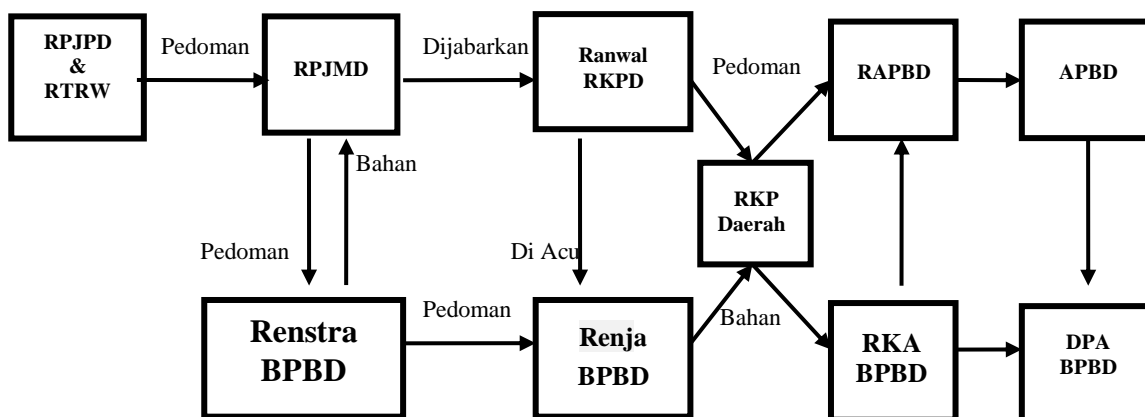 RPJPD
&
RTRW
Pedoman
RPJMD
Dijabarkan
Ranwal
RKPD
Pedoman
RAPBD
APBD
Bahan
RKP
Daerah
Pedoman
Di Acu
Renstra
BPBD
Pedoman
Renja
BPBD
Bahan
RKA
BPBD
DPA
BPBD